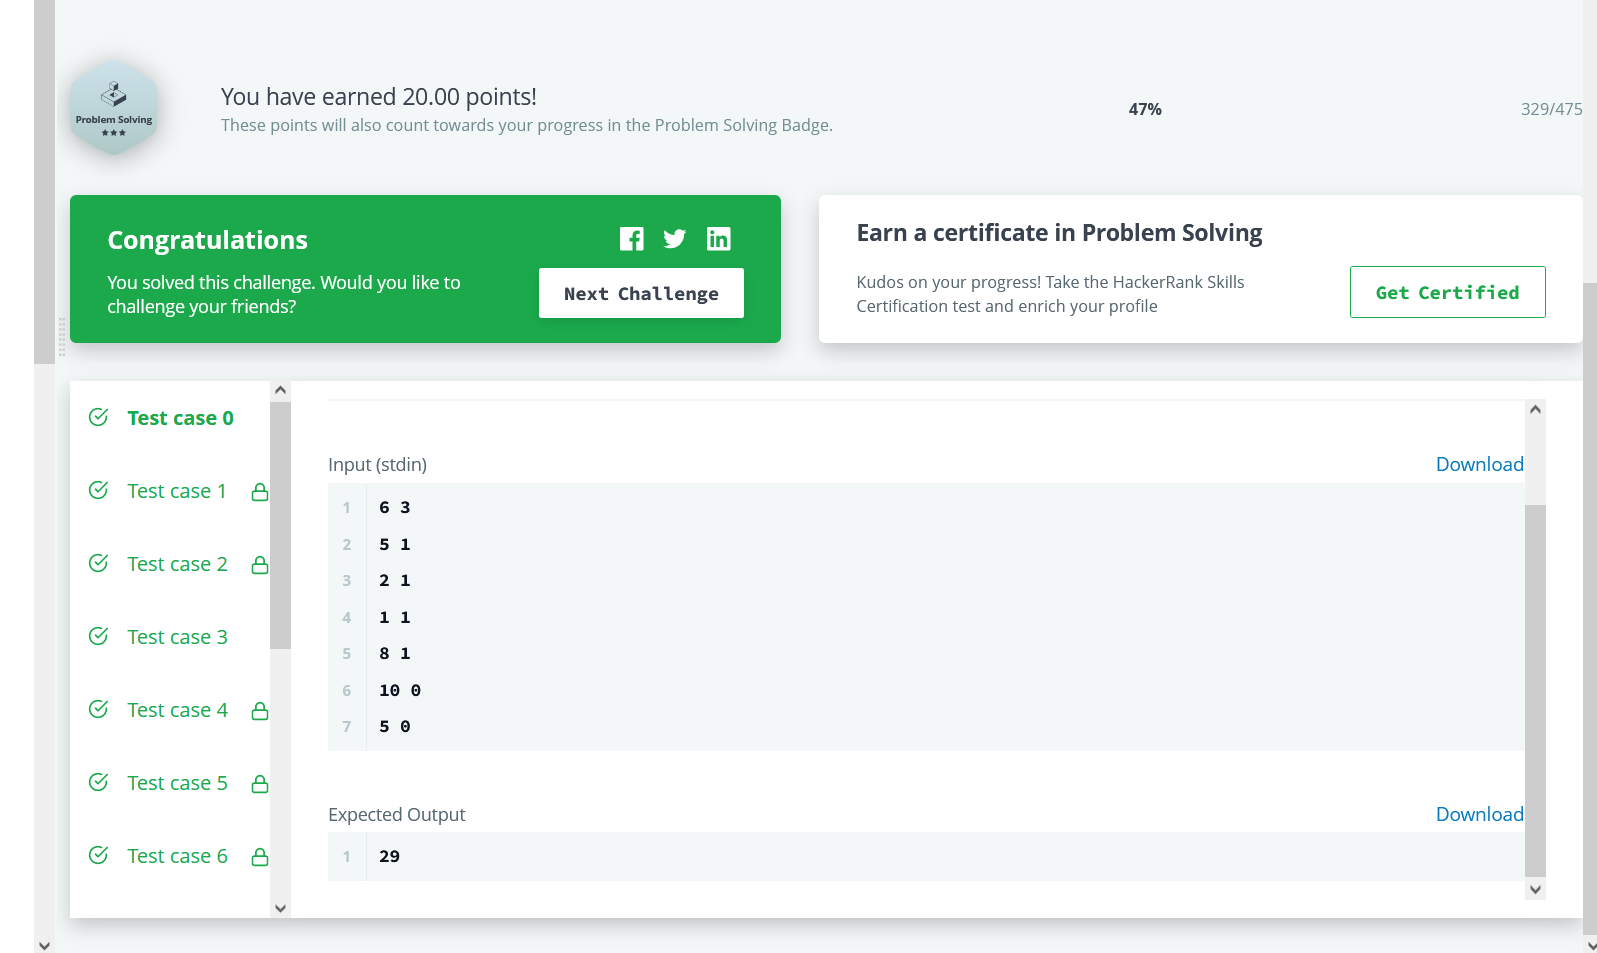 Problem Solving
You have earned 20.00 points!
These points will also count towards your progress in the Problem Solving Badge.
47%
329/475
Congratulations
You solved this challenge. Would you like to
challenge your friends?
Next Challenge
Earn a certificate in Problem Solving
Kudos on your progress! Take the HackerRank Skills
Certification test and enrich your profile
Get Certified
Test case 0
Test case 1
Test case 2
Test case 3
Test case 4
Test case 5
Test case 6
Input (stdin)
Download
1 6 3
2 5 1
3 2 1
4 1 1
5 8 1
6 10 0
7 5 0
Expected Output
Download
1 29